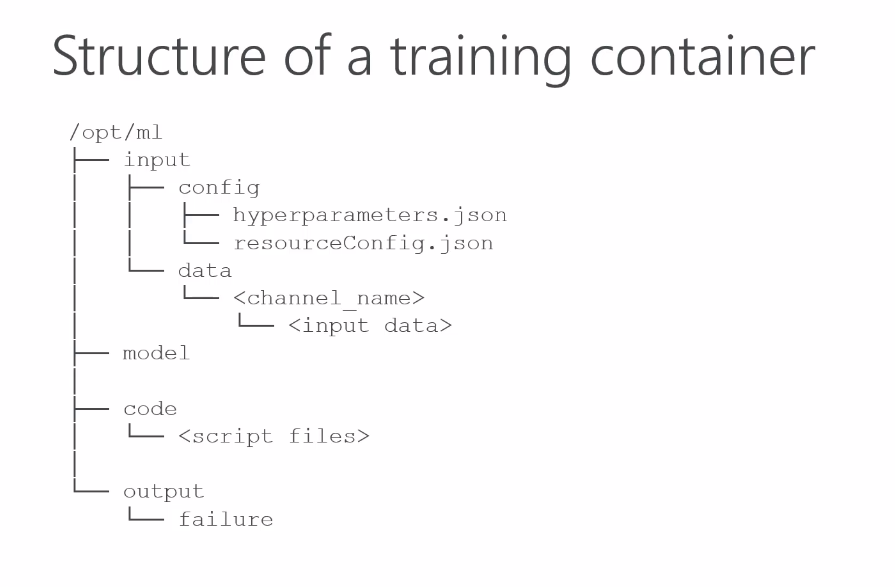 Structure of a training container
/opt/ml
├── input
│   ├── config
│   │   ├── hyperparameters.json
│   │   └── resourceConfig.json
│   └── data
│       └── <channel_name>
│           └── <input data>
├── model
│
├── code
│   └── <script files>
│
└── output
    └── failure